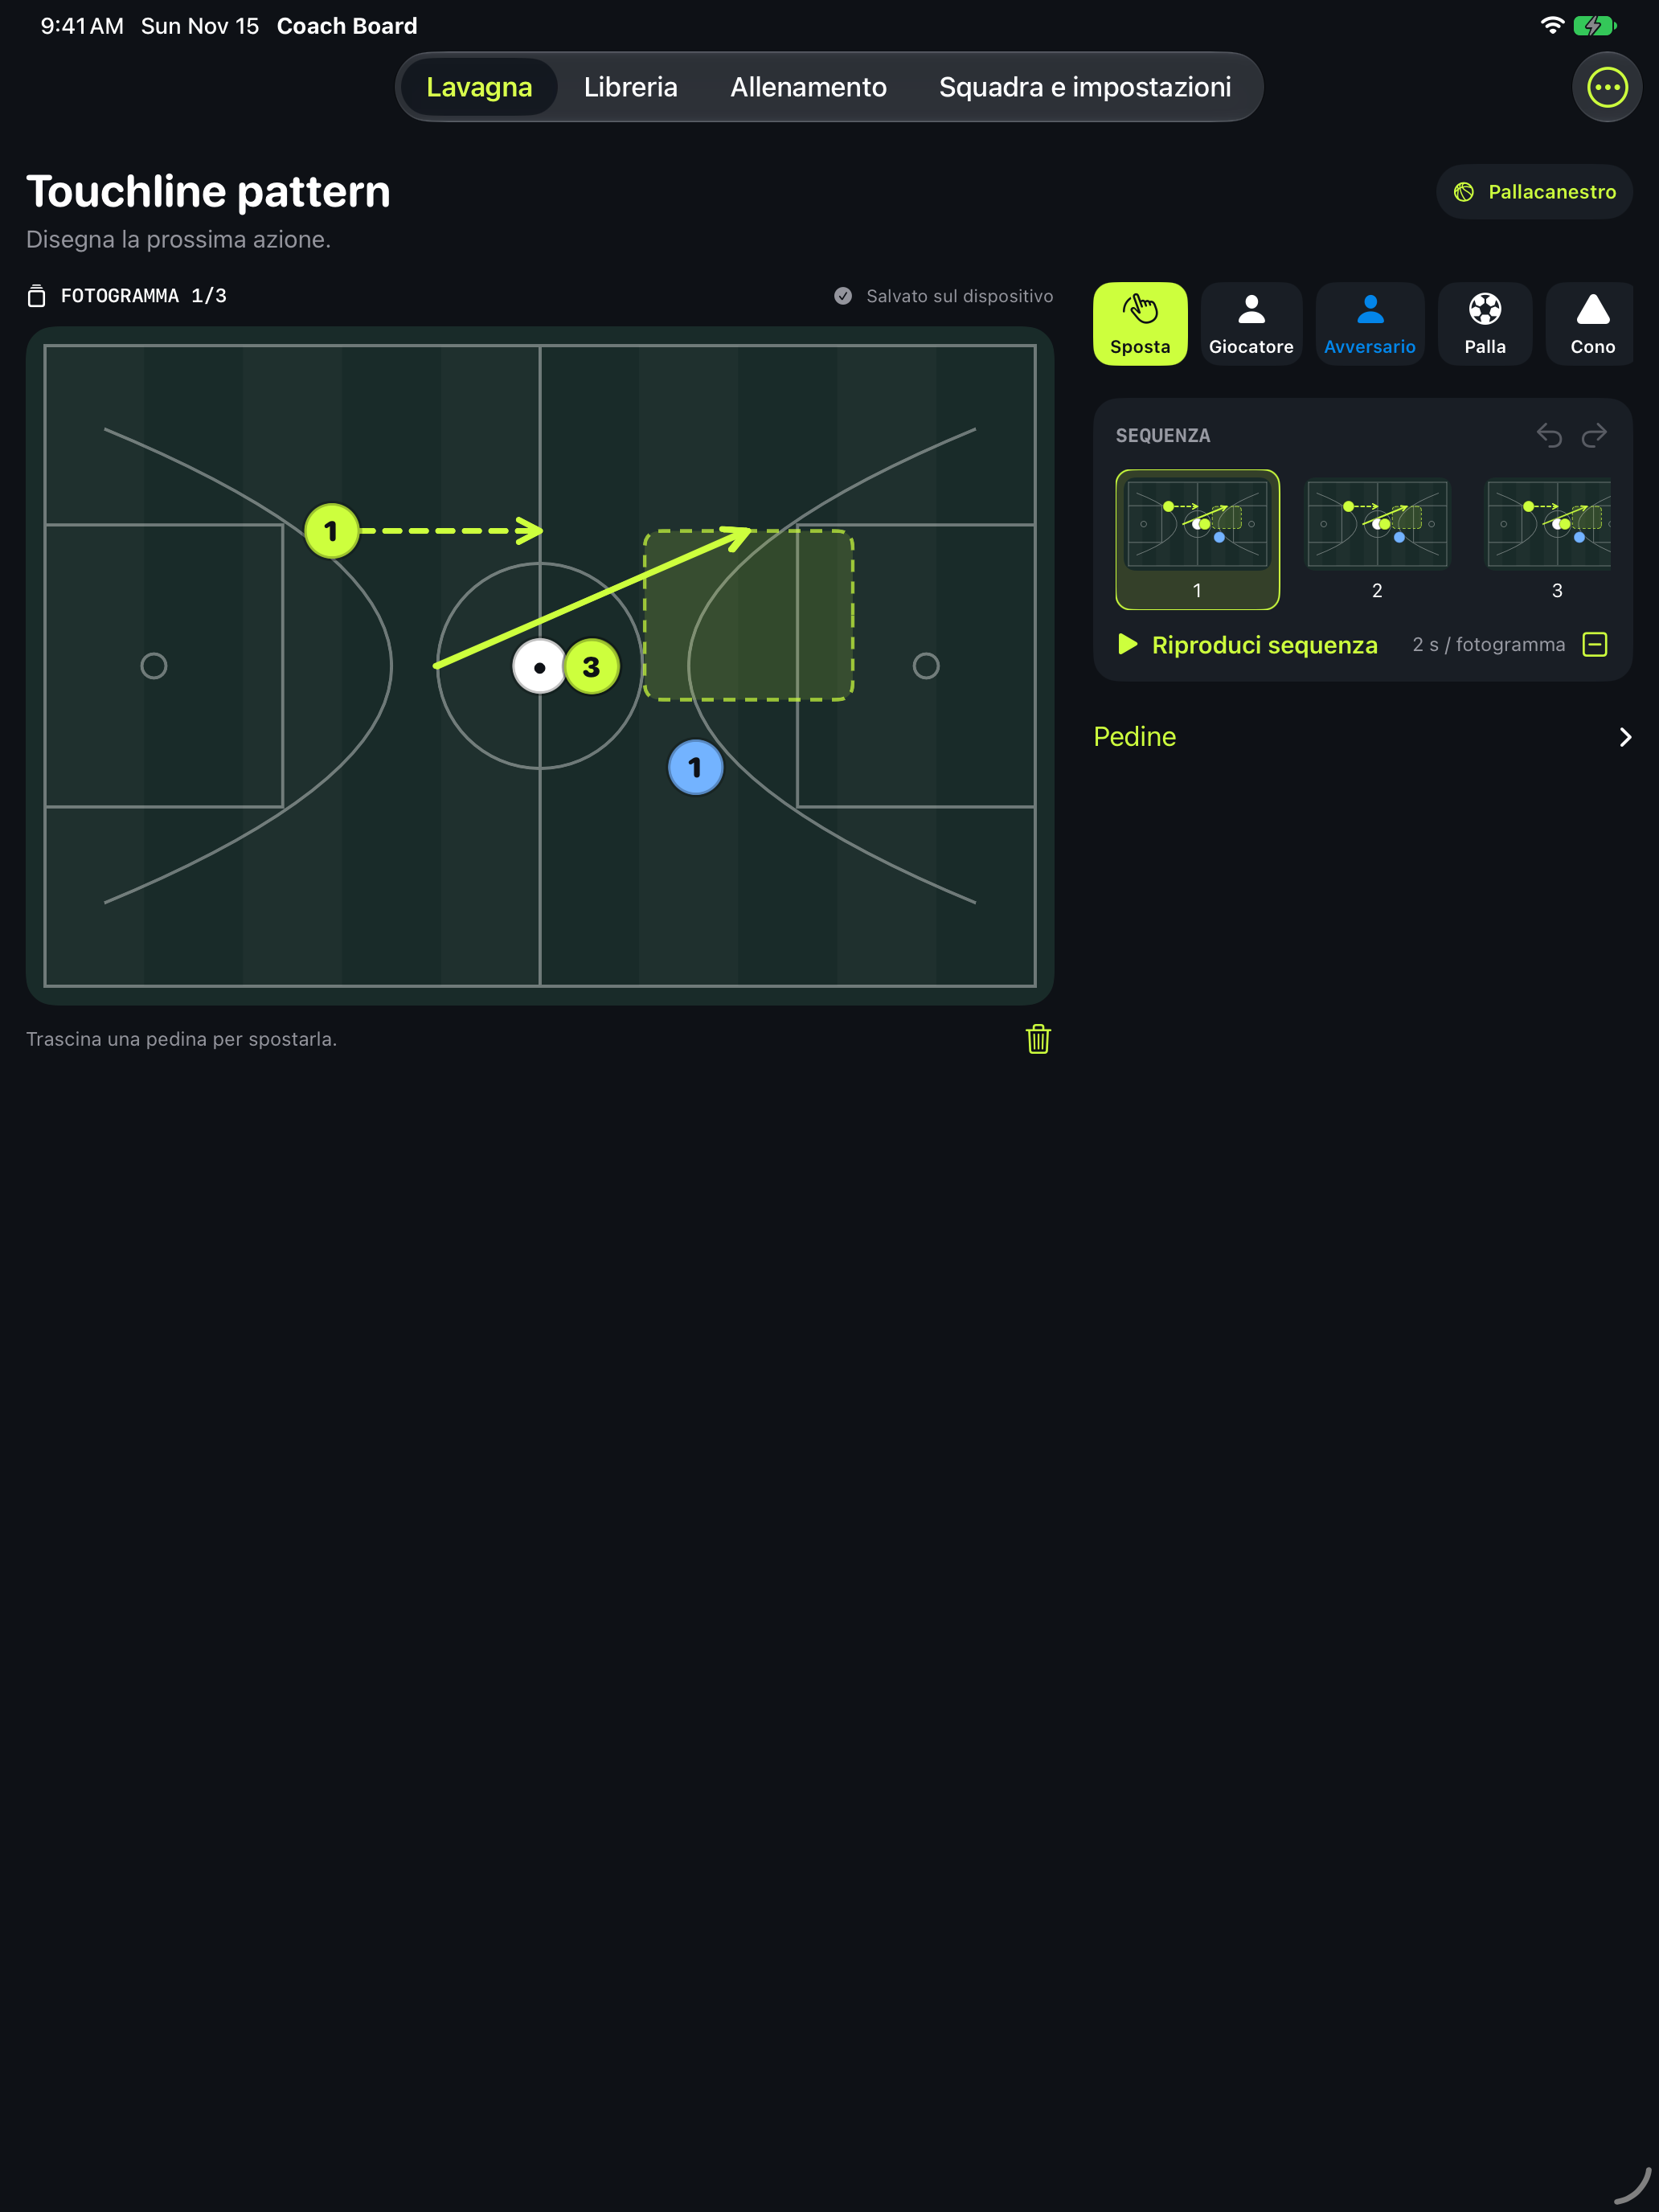 9:41 AM Sun Nov 15 Coach Board
Lavagna Libreria Allenamento Squadra e impostazioni
Touchline pattern
Pallacanestro
Disegna la prossima azione.
FOTOGRAMMA 1/3
Salvato sul dispositivo
Sposta Giocatore Avversario Palla Cono
SEQUENZA
1
3
1
1 2 3
Riproduci sequenza 2 s / fotogramma
Pedine
Trascina una pedina per spostarla.